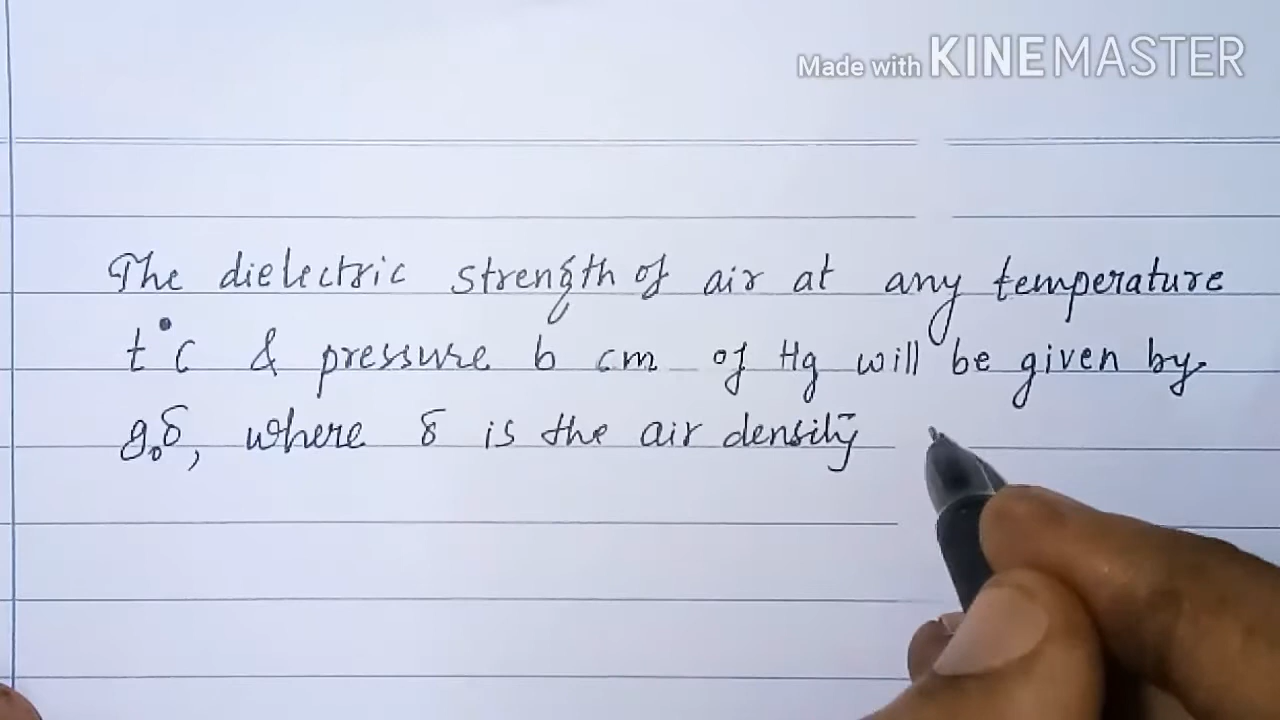 Made with KINEMASTER
The dielectric strength of air at any temperature
t°C & pressure b cm of Hg will be given by
g₀δ, where δ is the air density